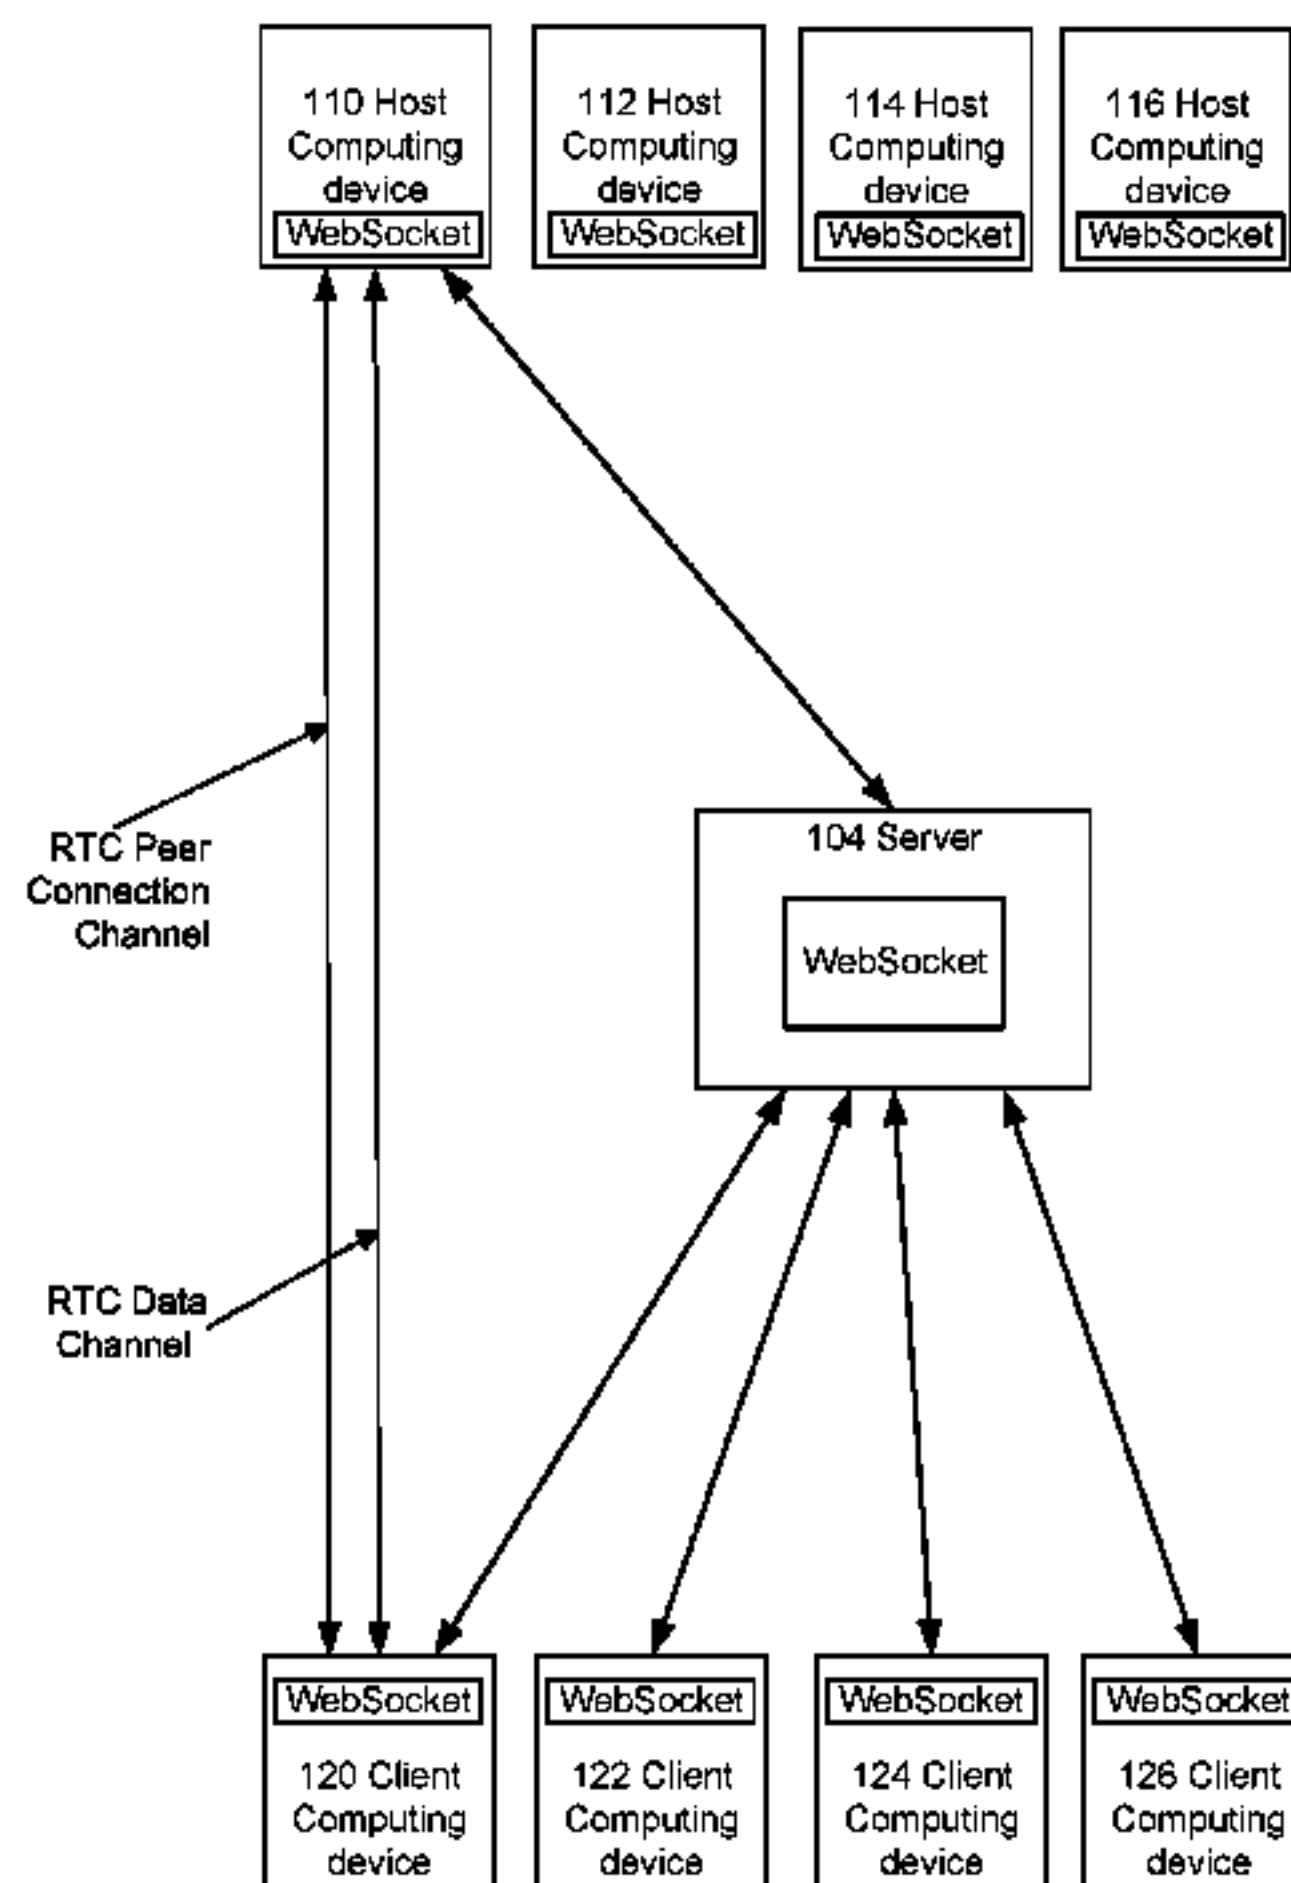 110 Host
Computing
device
WebSocket
112 Host
Computing
device
WebSocket
114 Host
Computing
device
WebSocket
116 Host
Computing
device
WebSocket
RTC Peer
Connection
Channel
104 Server
WebSocket
RTC Data
Channel
WebSocket
120 Client
Computing
device
WebSocket
122 Client
Computing
device
WebSocket
124 Client
Computing
device
WebSocket
126 Client
Computing
device